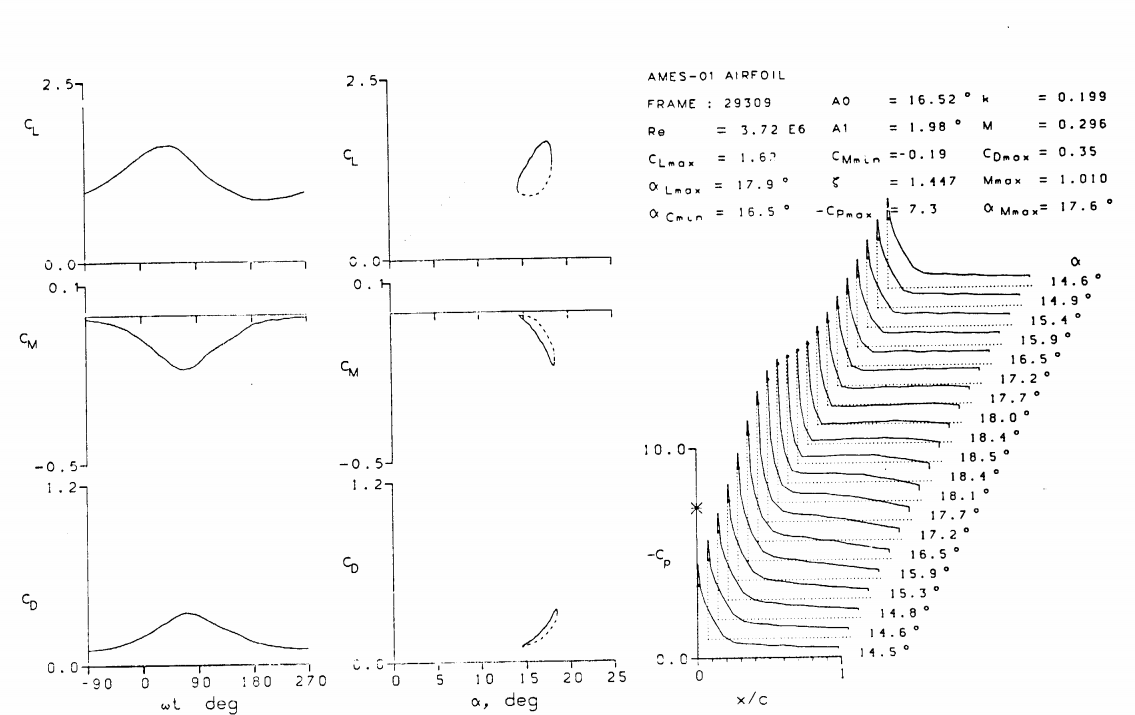 AMES-01 AIRFOIL
FRAME : 29309 A0 = 16.52 ° k = 0.199
Re = 3.72 E6 A1 = 1.98 ° M = 0.296
CLmax = CMmin =-0.19 CDmax = 0.35
αLmax = 17.9 ° ζ = 1.447 Mmax = 1.010
αCmin = 16.5 ° -Cpmax = 7.3 αMmax= 17.6 °
2.5
CL
0.0
0.1
CM
-0.5
1.2
CD
0.0
-90 0 90 180 270
ωt deg
2.5
CL
0.0
0.1
CM
-0.5
1.2
CD
0.0
0 5 10 15 20 25
α, deg
α
14.6 °
14.9 °
15.4 °
15.9 °
16.5 °
17.2 °
17.7 °
18.0 °
18.4 °
18.5 °
18.4 °
18.1 °
17.7 °
17.2 °
16.5 °
15.9 °
15.3 °
14.8 °
14.6 °
14.5 °
10.0
-Cp
0.0
0 1
x/c